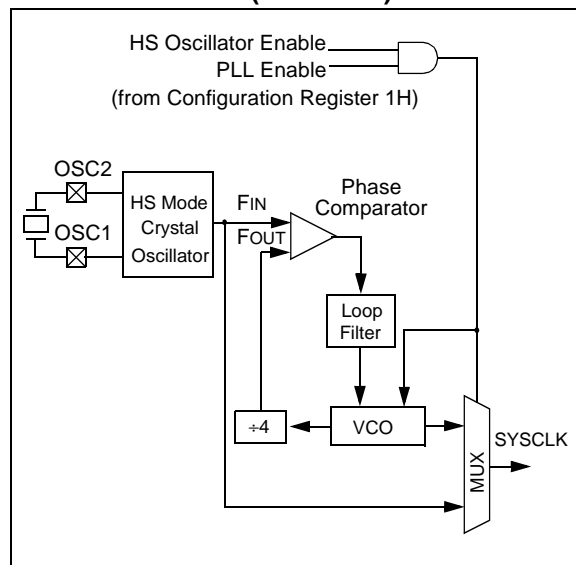 HS Oscillator Enable
PLL Enable
(from Configuration Register 1H)
OSC2
OSC1
HS Mode
Crystal
Oscillator
FIN
FOUT
Phase
Comparator
Loop
Filter
÷4
VCO
MUX
SYSCLK